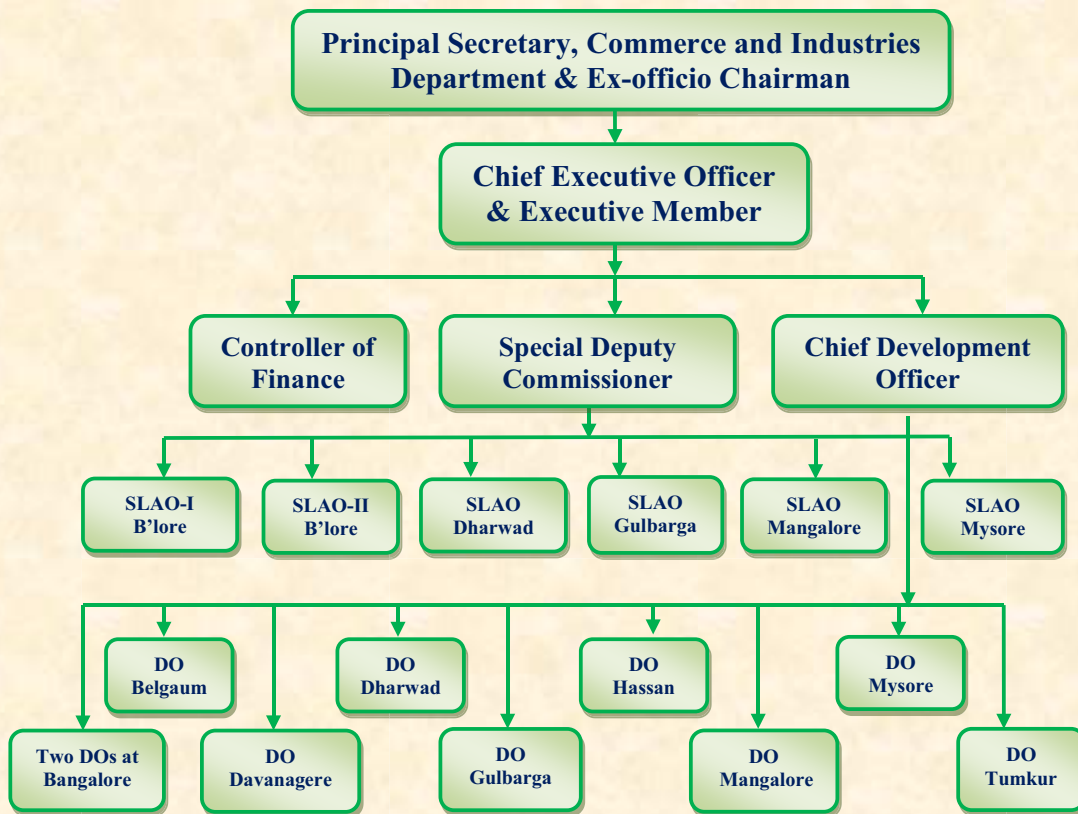 Principal Secretary, Commerce and Industries
Department & Ex-officio Chairman
Chief Executive Officer
& Executive Member
Controller of
Finance
Special Deputy
Commissioner
Chief Development
Officer
SLAO-I
B’lore
SLAO-II
B’lore
SLAO
Dharwad
SLAO
Gulbarga
SLAO
Mangalore
SLAO
Mysore
DO
Belgaum
DO
Dharwad
DO
Hassan
DO
Mysore
Two DOs at
Bangalore
DO
Davanagere
DO
Gulbarga
DO
Mangalore
DO
Tumkur